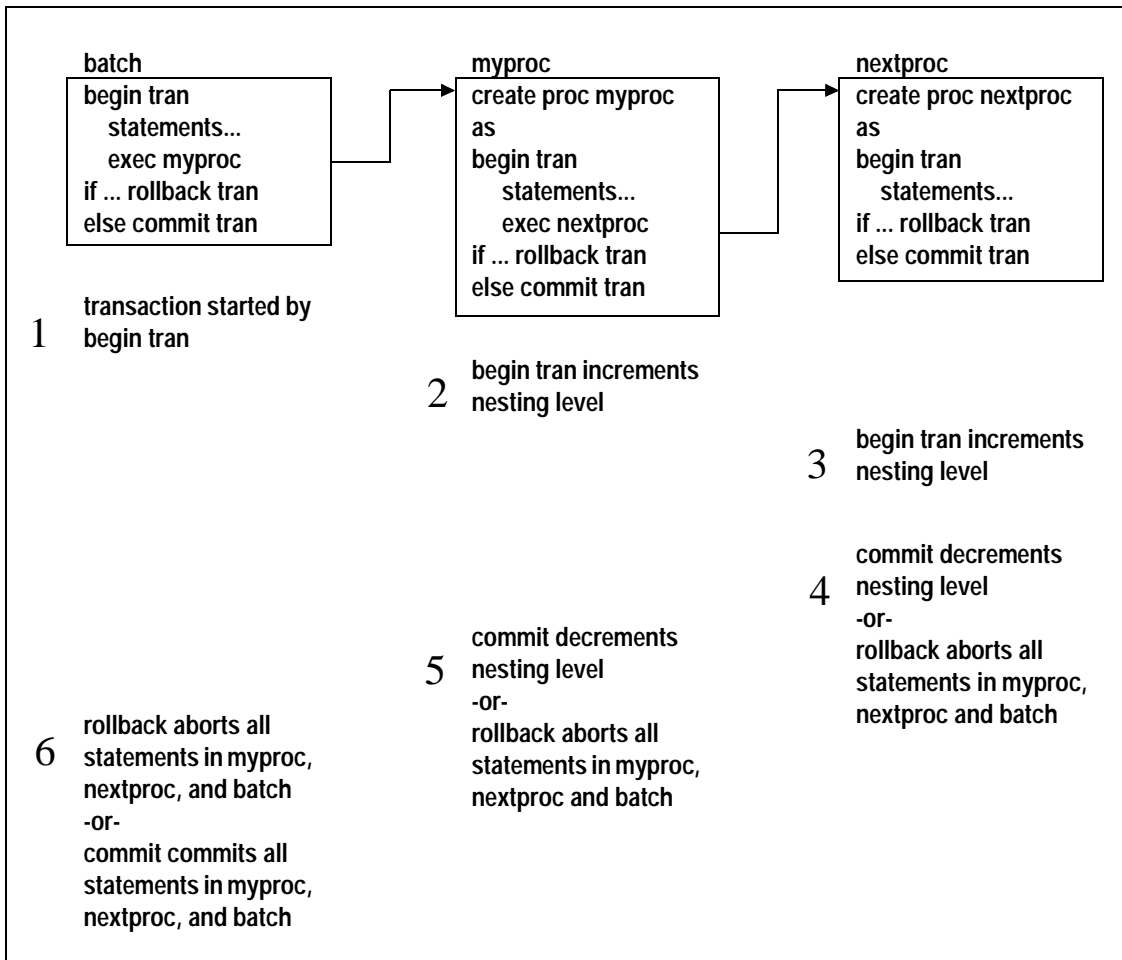 batch
begin tran
statements...
exec myproc
if ... rollback tran
else commit tran
myproc
create proc myproc
as
begin tran
statements...
exec nextproc
if ... rollback tran
else commit tran
nextproc
create proc nextproc
as
begin tran
statements...
if ... rollback tran
else commit tran
1
transaction started by
begin tran
2
begin tran increments
nesting level
3
begin tran increments
nesting level
4
commit decrements
nesting level
-or-
rollback aborts all
statements in myproc,
nextproc and batch
5
commit decrements
nesting level
-or-
rollback aborts all
statements in myproc,
nextproc and batch
6
rollback aborts all
statements in myproc,
nextproc, and batch
-or-
commit commits all
statements in myproc,
nextproc, and batch